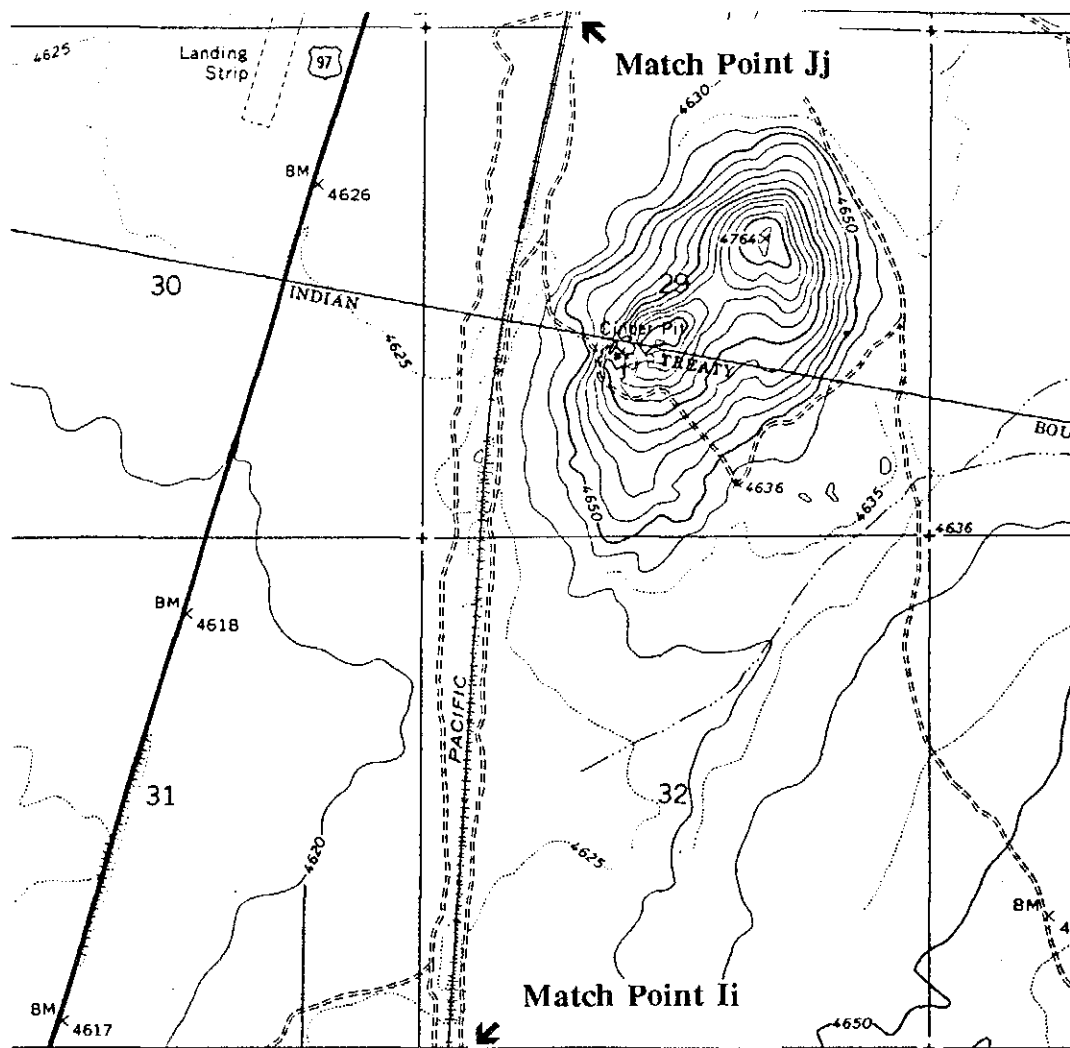 4625
Landing
Strip
97
Match Point Jj
4630
BM
4626
4650
4764
30
29
INDIAN
4625
Cinder Pit
TREATY
BOU
4650
4636
4635
4636
BM
4618
PACIFIC
31
32
4620
4625
BM
4
Match Point Ii
BM
4617
4650